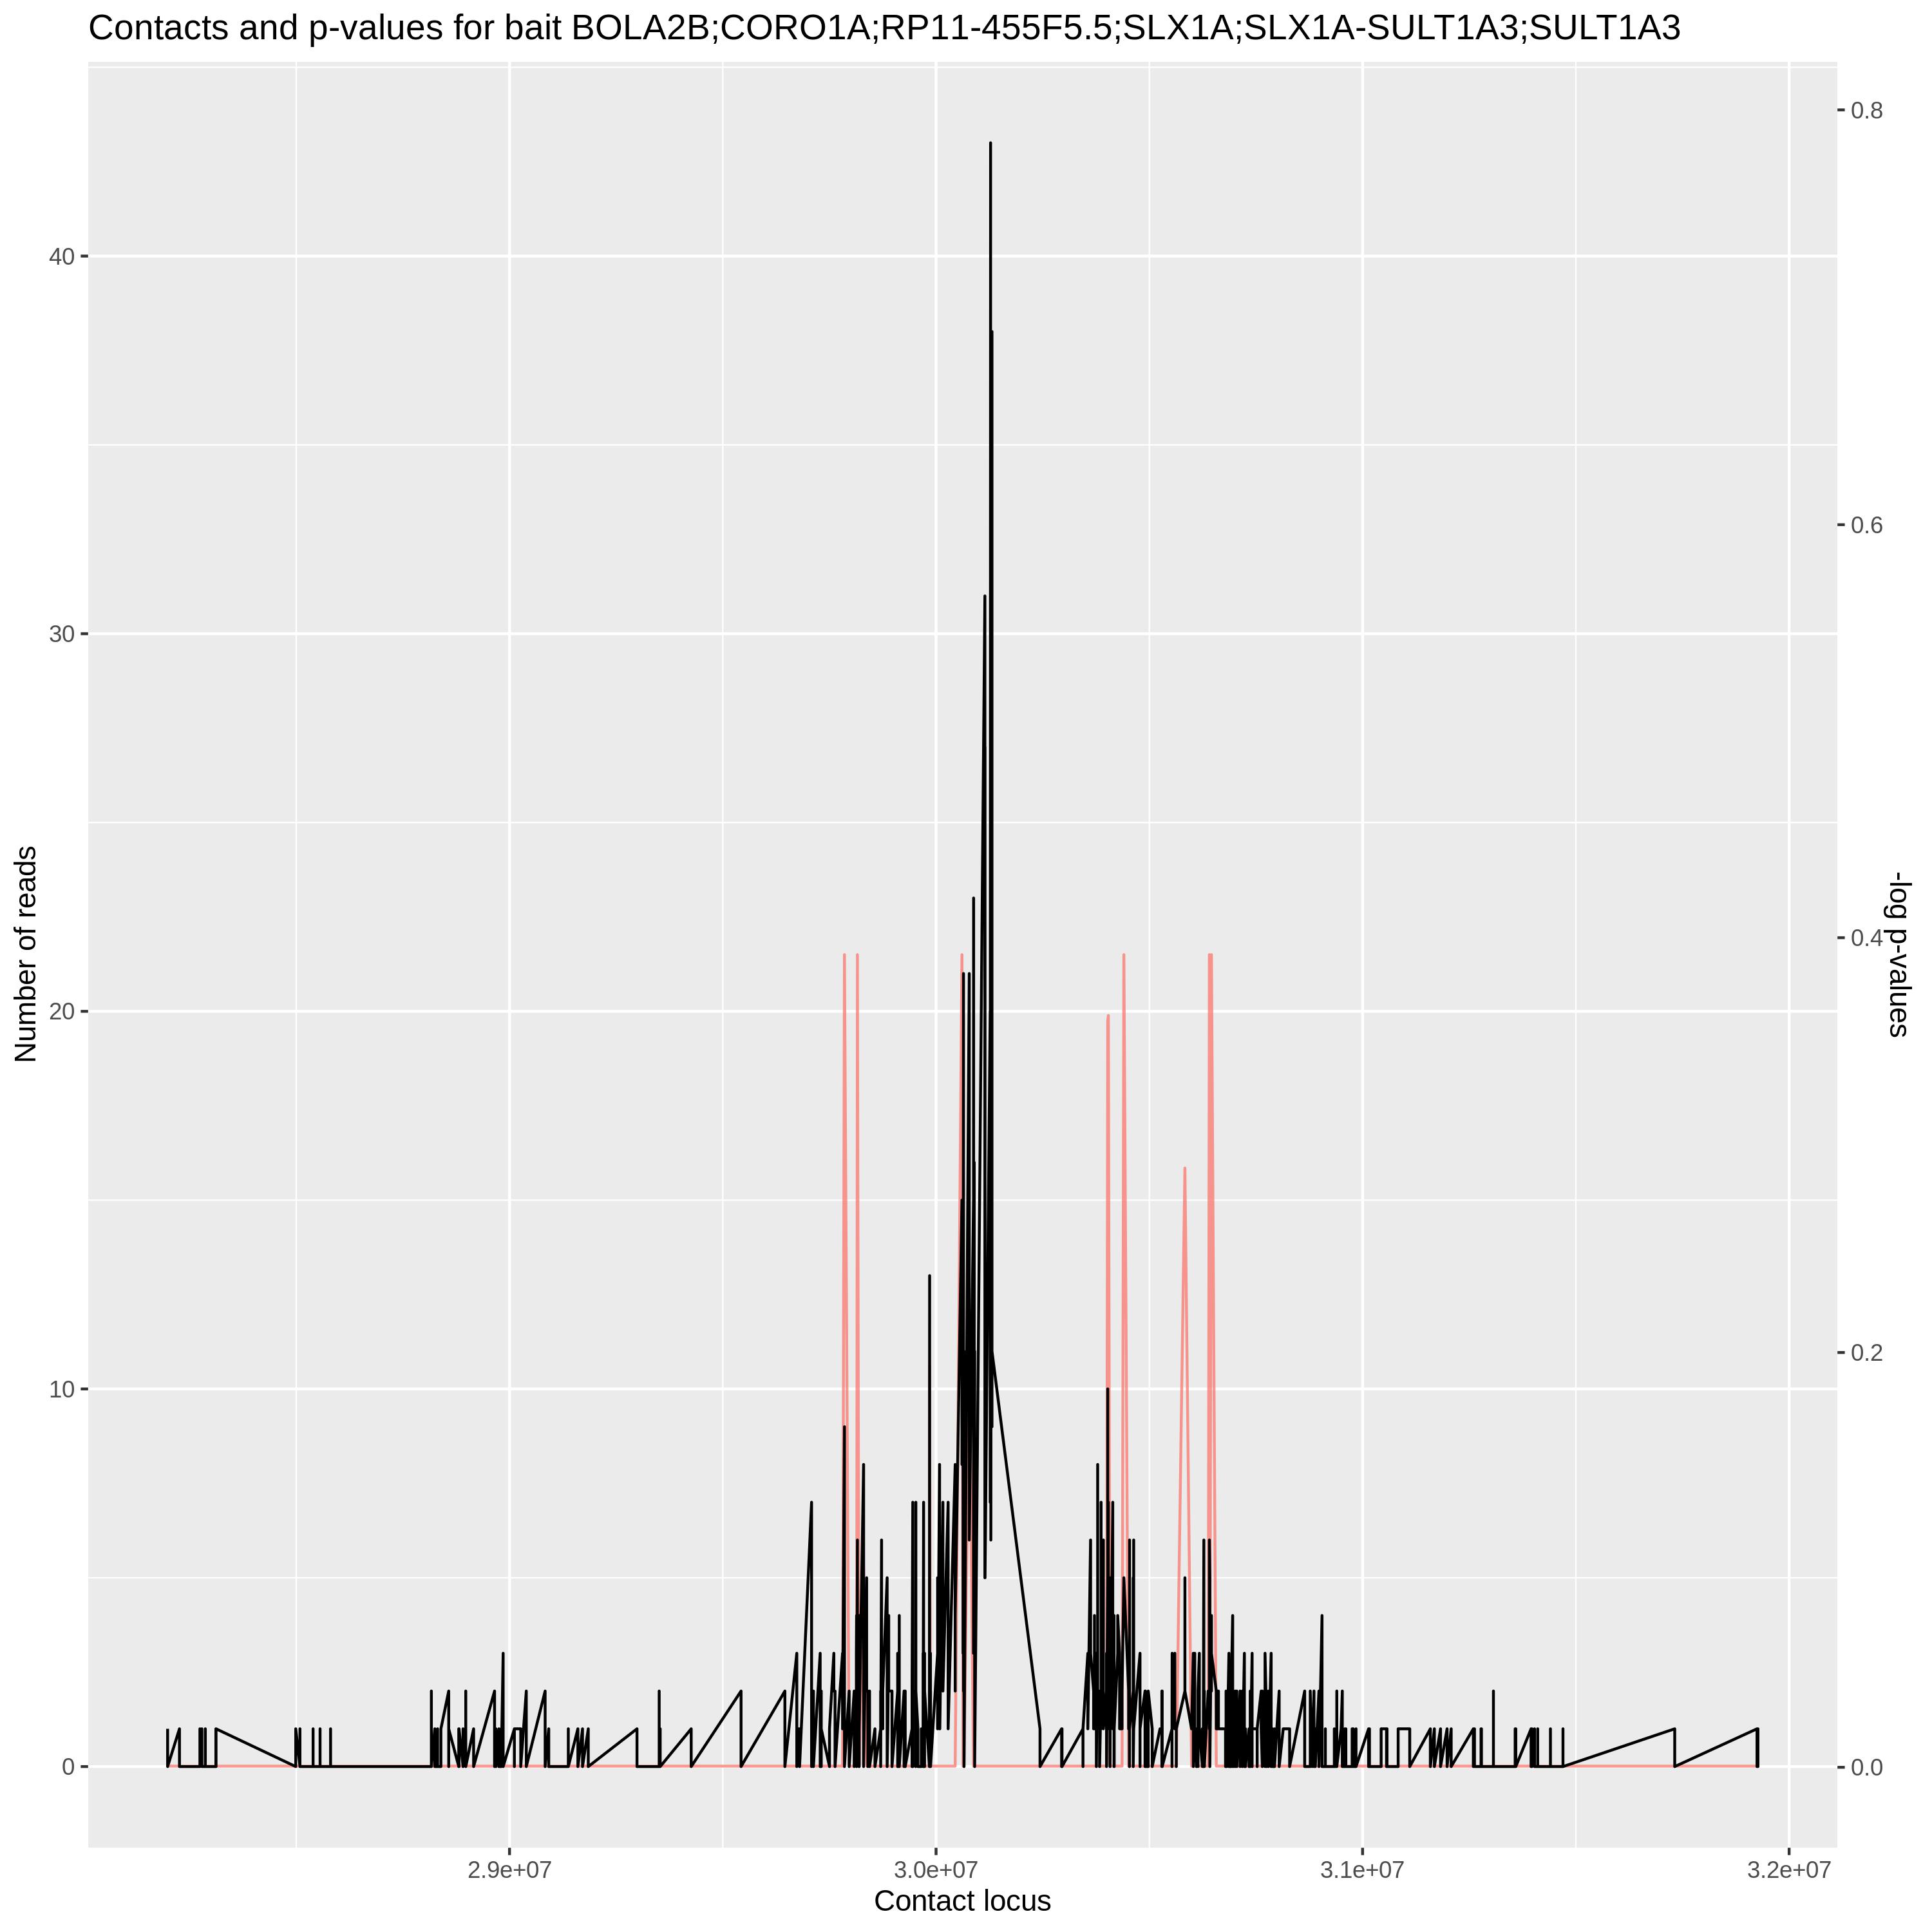 Contacts and p-values for bait BOLA2B;CORO1A;RP11-455F5.5;SLX1A;SLX1A-SULT1A3;SULT1A3
Number of reads
40
30
20
10
0
0.8
0.6
0.4
0.2
0.0
-log p-values
2.9e+07
3.0e+07
3.1e+07
3.2e+07
Contact locus